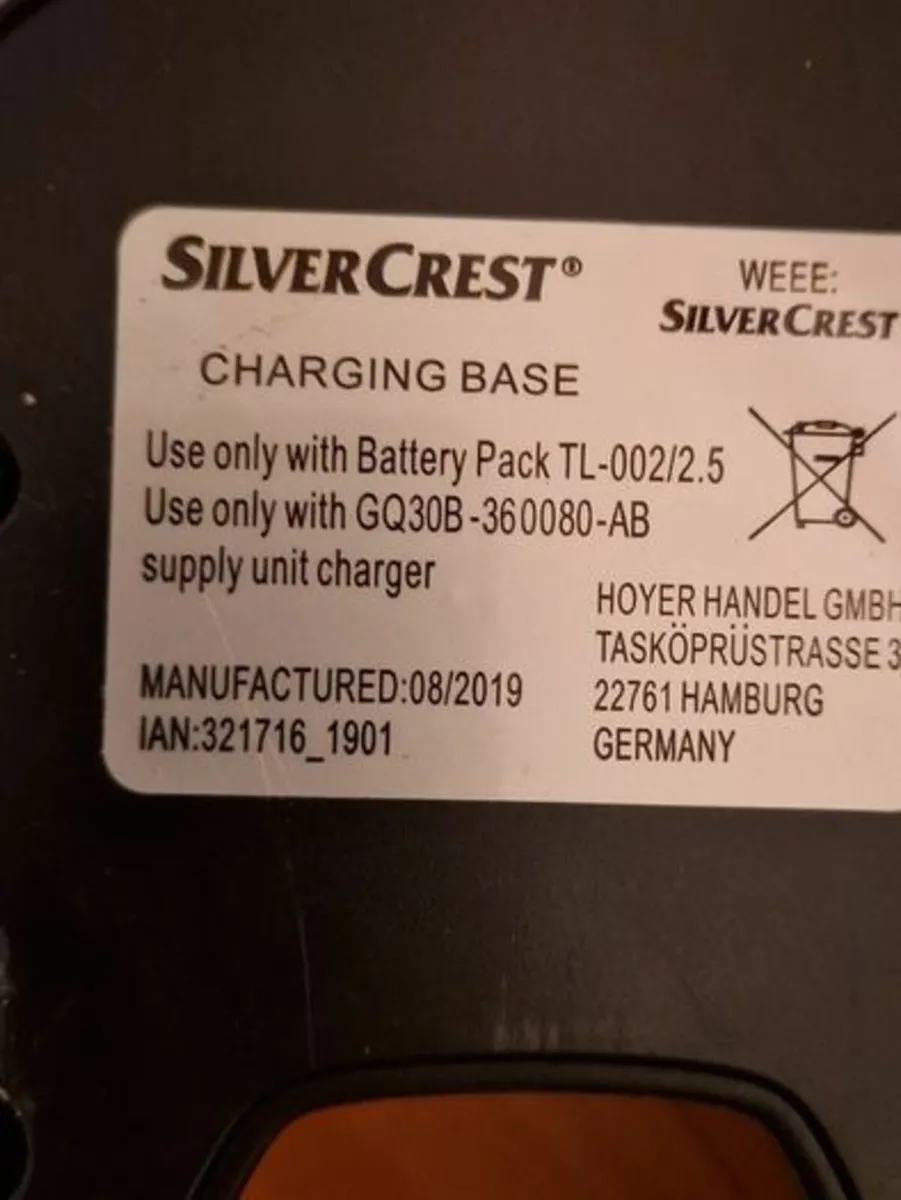 SILVERCREST®
CHARGING BASE
Use only with Battery Pack TL-002/2.5
Use only with GQ30B-360080-AB
supply unit charger
MANUFACTURED:08/2019
IAN:321716_1901
WEEE:
SILVERCREST
HOYER HANDEL GMBH
TASKÖPRÜSTRASSE 3
22761 HAMBURG
GERMANY